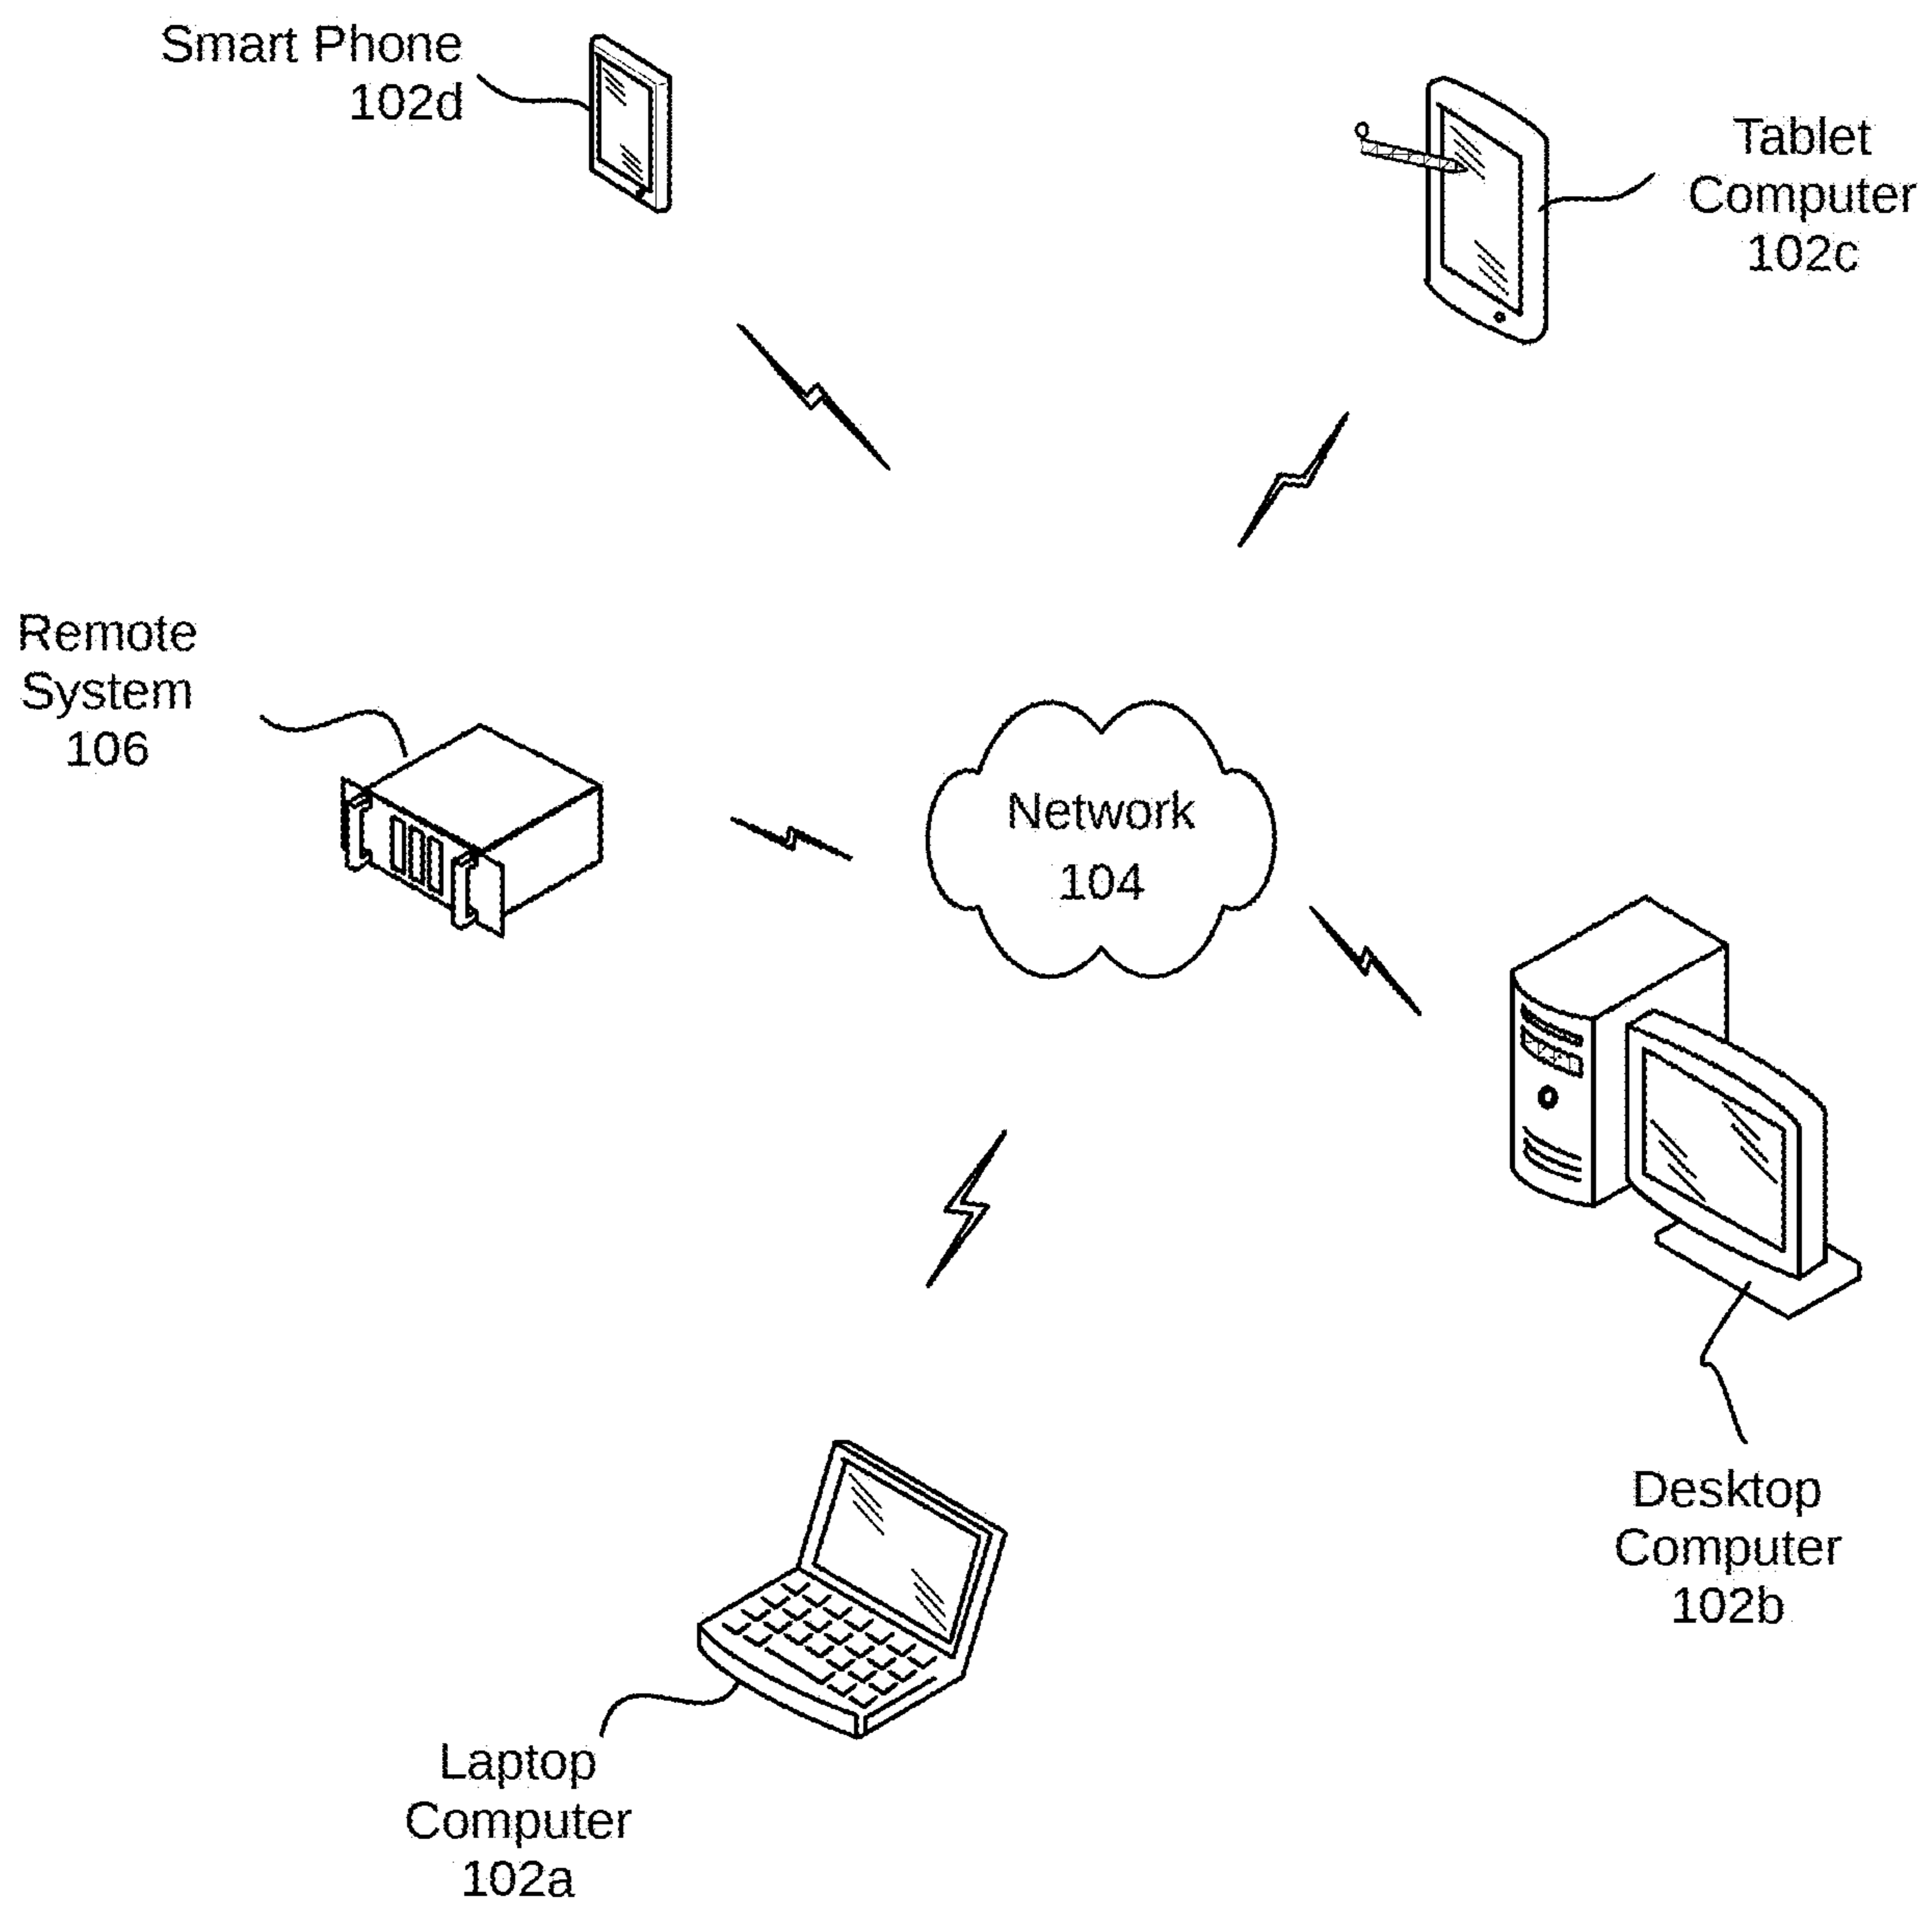 Smart Phone
102d
Tablet
Computer
102c
Remote
System
106
Network
104
Desktop
Computer
102b
Laptop
Computer
102a